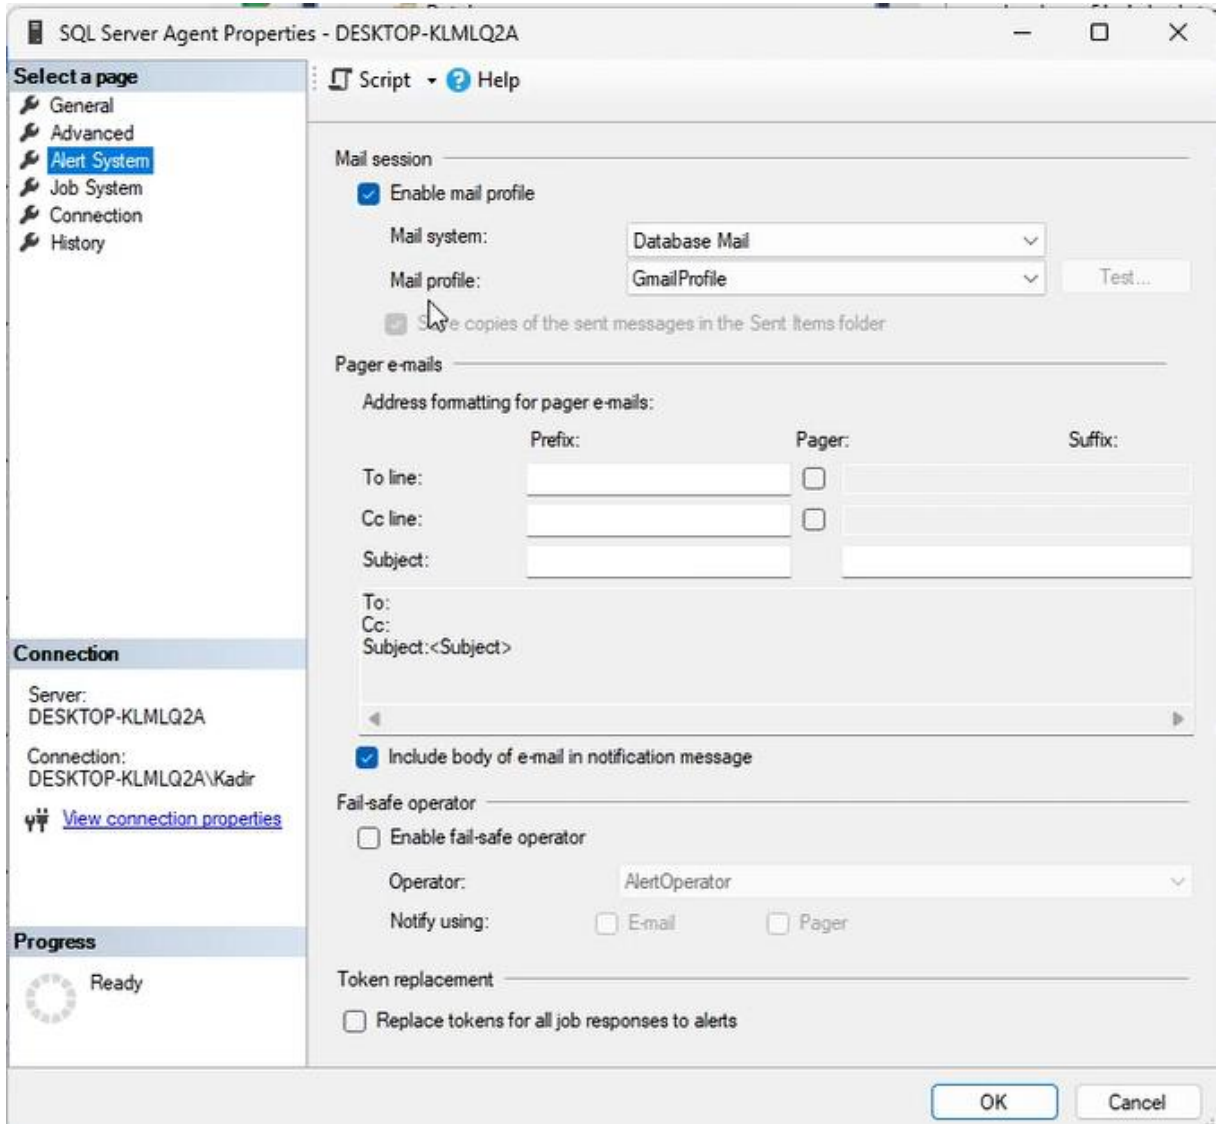 SQL Server Agent Properties - DESKTOP-KLMLQ2A
Select a page
General
Advanced
Alert System
Job System
Connection
History
Script
Help
Mail session
Enable mail profile
Mail system:
Database Mail
Mail profile:
GmailProfile
Test...
copies of the sent messages in the Sent Items folder
Pager e-mails
Address formatting for pager e-mails:
Prefix: Pager: Suffix:
To line:
Cc line:
Subject:
To:
Cc:
Subject:<Subject>
Include body of e-mail in notification message
Fail-safe operator
Enable fail-safe operator
Operator:
AlertOperator
Notify using:
E-mail
Pager
Token replacement
Replace tokens for all job responses to alerts
Connection
Server:
DESKTOP-KLMLQ2A
Connection:
DESKTOP-KLMLQ2A\Kadir
View connection properties
Progress
Ready
OK
Cancel